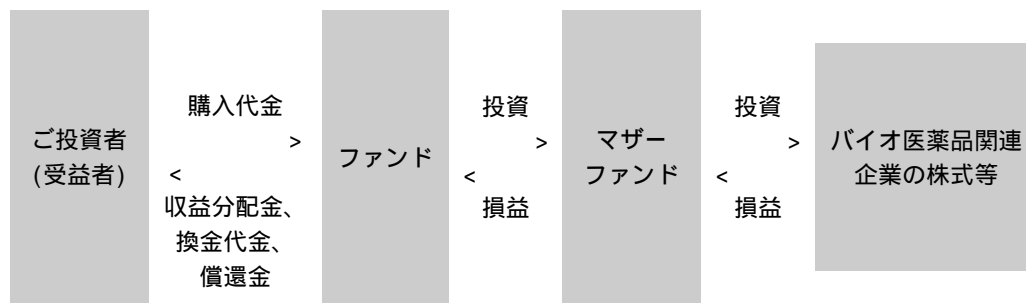 ご投資者
(受益者)
購入代金
>
<
収益分配金、
換金代金、
償還金
ファンド
投資
>
<
損益
マザー
ファンド
投資
>
<
損益
バイオ医薬品関連
企業の株式等